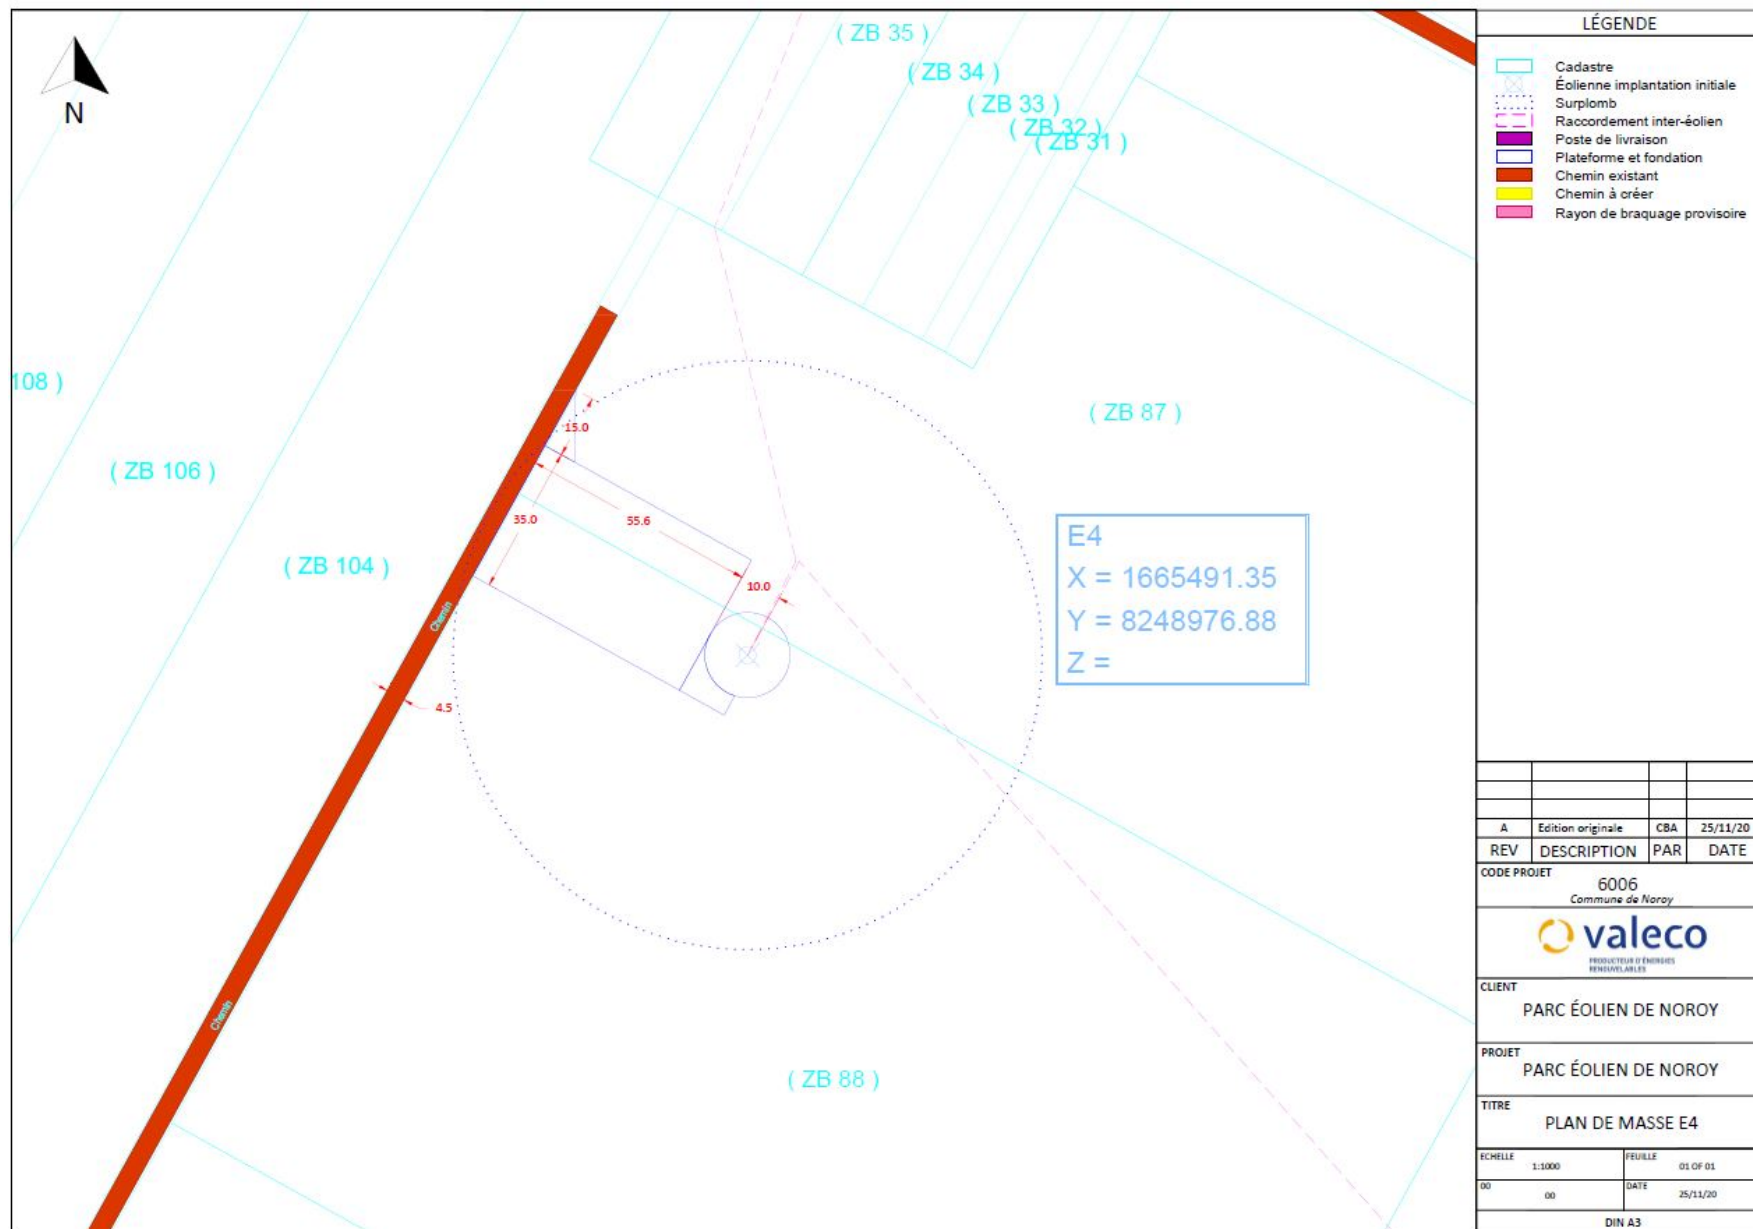 N
( ZB 35 )
( ZB 34 )
( ZB 33 )
( ZB 32 )
( ZB 31 )
108 )
( ZB 106 )
( ZB 104 )
( ZB 87 )
( ZB 88 )
15.0
35.0
55.6
10.0
4.5
Chemin
Chemin
E4
X = 1665491.35
Y = 8248976.88
Z =
LÉGENDE
Cadastre
Éolienne implantation initiale
Surplomb
Raccordement inter-éolien
Poste de livraison
Plateforme et fondation
Chemin existant
Chemin à créer
Rayon de braquage provisoire
A Edition originale CBA 25/11/20
REV DESCRIPTION PAR DATE
CODE PROJET
6006
Commune de Noroy
valeco
PRODUCTEUR D'ÉNERGIES
RENOUVELABLES
CLIENT
PARC ÉOLIEN DE NOROY
PROJET
PARC ÉOLIEN DE NOROY
TITRE
PLAN DE MASSE E4
ECHELLE 1:1000 FEUILLE 01 OF 01
00 00 DATE 25/11/20
DIN A3